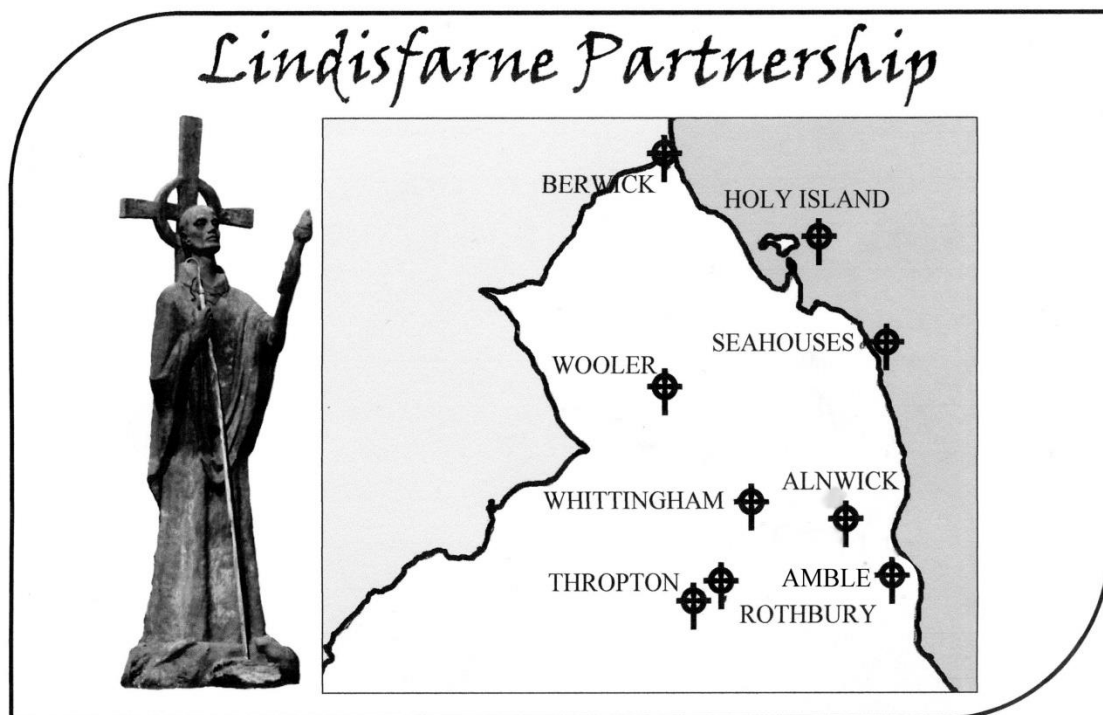 Lindisfarne Partnership
BERWICK
HOLY ISLAND
SEAHOUSES
WOOLER
ALNWICK
WHITTINGHAM
THROPTON
AMBLE
ROTHBURY